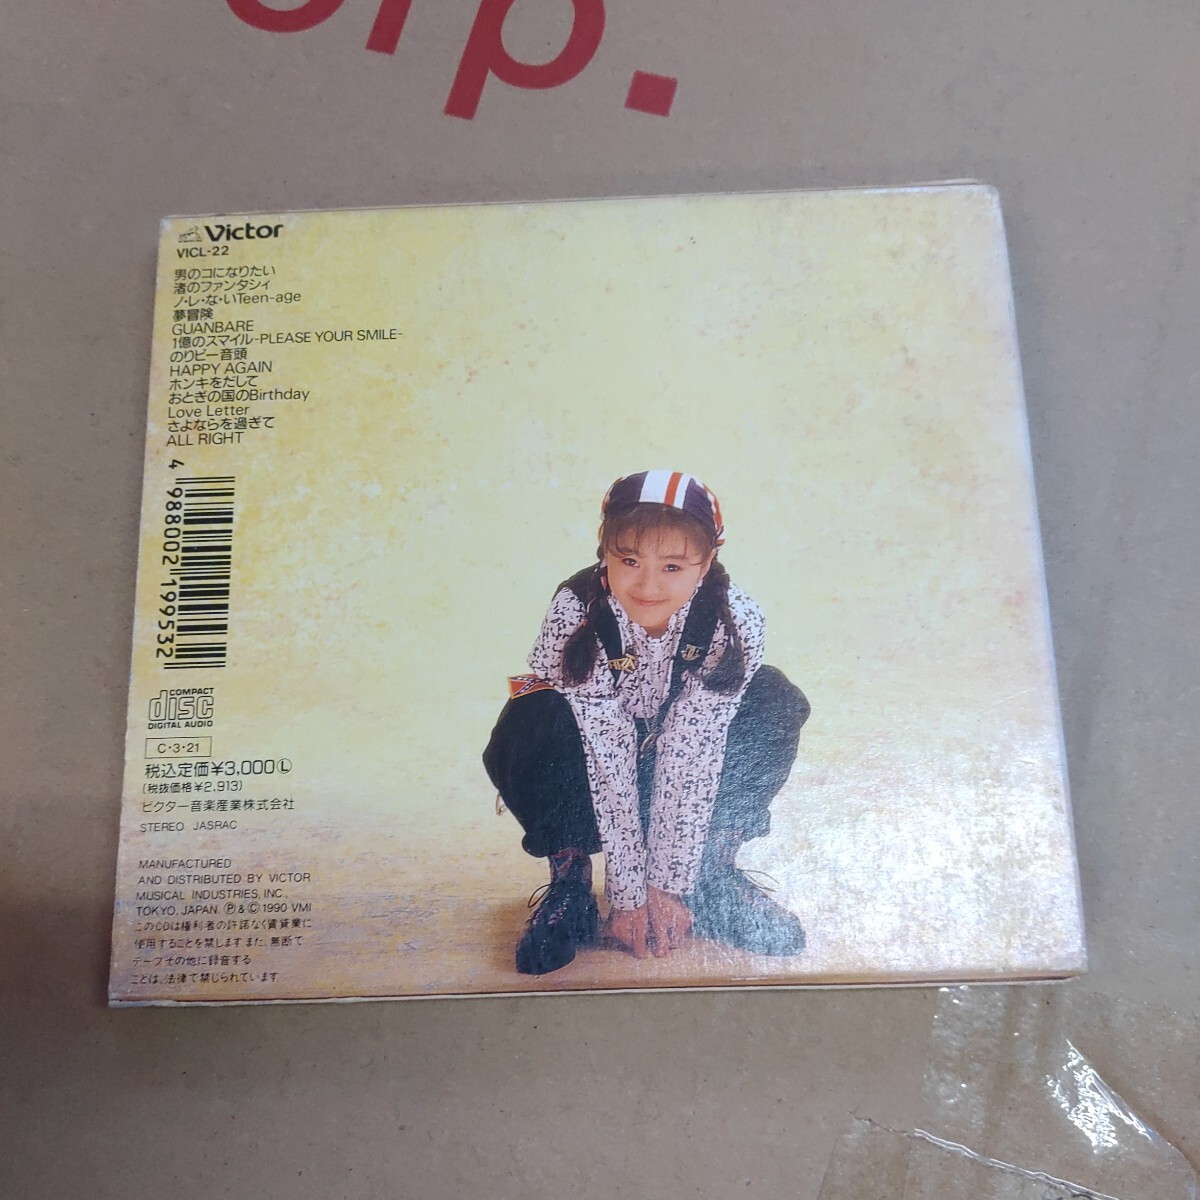 orp.
Victor
VICL-22
男のコになりたい
渚のファンタシィ
ノ・レ・な・いTeen-age
夢冒険
GUANBARE
1億のスマイル-PLEASE YOUR SMILE-
のりピー音頭
HAPPY AGAIN
ホンキをだして
おとぎの国のBirthday
Love Letter
さよならを過ぎて
ALL RIGHT
4 988002 199532
COMPACT
disc
DIGITAL AUDIO
C・3・21
税込定価¥3,000Ⓛ
(税抜価格¥2,913)
ビクター音楽産業株式会社
STEREO JASRAC
MANUFACTURED
AND DISTRIBUTED BY VICTOR
MUSICAL INDUSTRIES, INC.,
TOKYO, JAPAN Ⓟ & Ⓒ 1990 VMI
このCDは権利者の許諾なく賃貸業に
使用することを禁します また、無断で
テープその他に録音する
ことは、法律で禁じられています